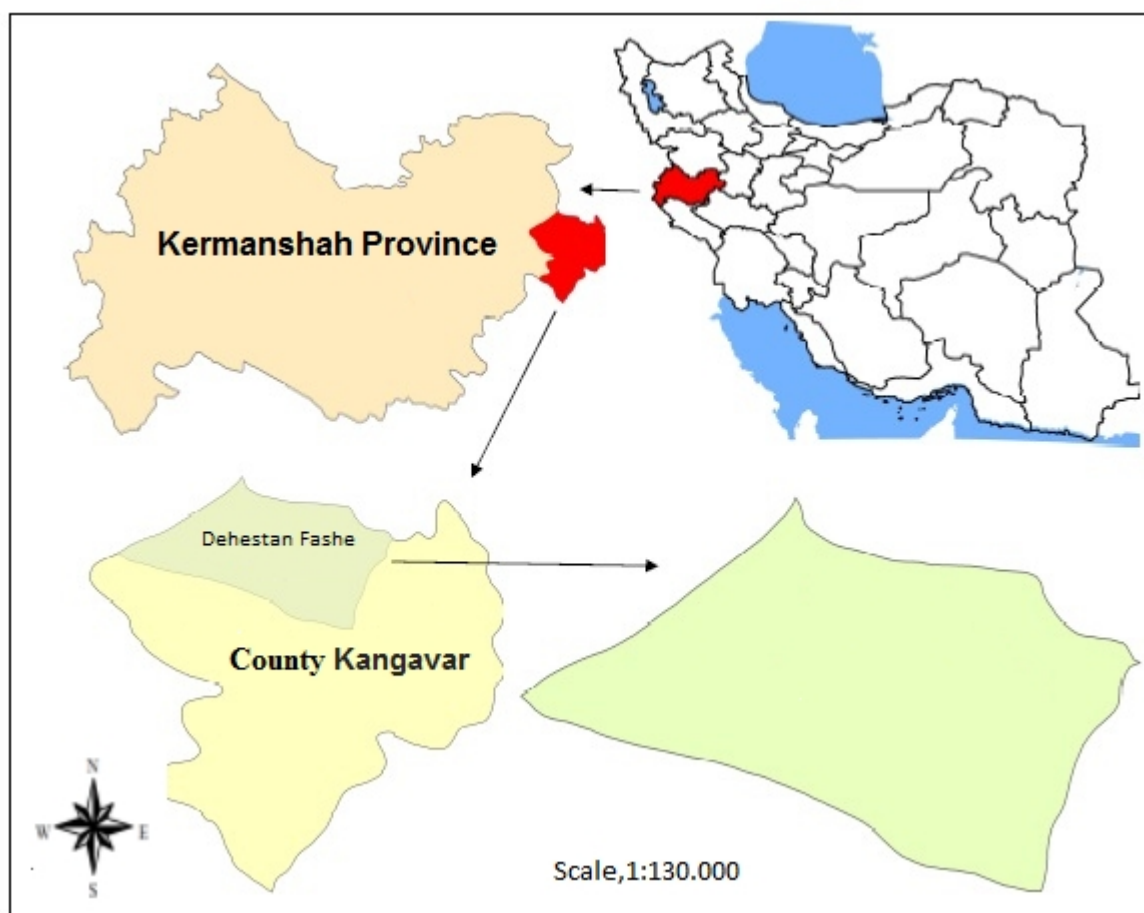 Kermanshah Province
Dehestan Fashe
County Kangavar
N
W E
S
Scale,1:130.000